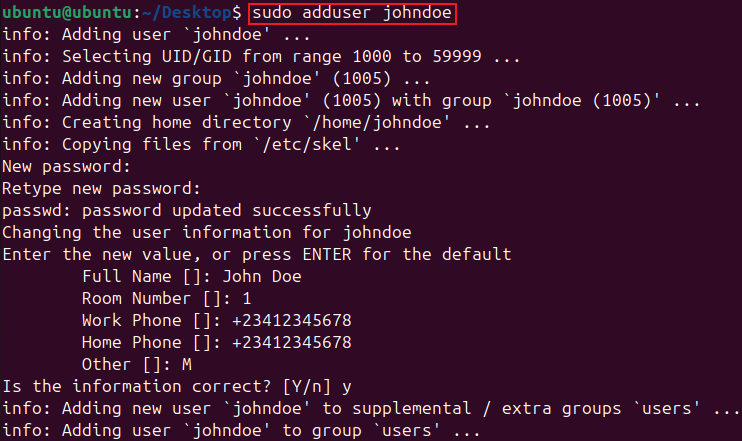 ubuntu@ubuntu:~/Desktop$ sudo adduser johndoe
info: Adding user `johndoe' ...
info: Selecting UID/GID from range 1000 to 59999 ...
info: Adding new group `johndoe' (1005) ...
info: Adding new user `johndoe' (1005) with group `johndoe (1005)' ...
info: Creating home directory `/home/johndoe' ...
info: Copying files from `/etc/skel' ...
New password:
Retype new password:
passwd: password updated successfully
Changing the user information for johndoe
Enter the new value, or press ENTER for the default
        Full Name []: John Doe
        Room Number []: 1
        Work Phone []: +23412345678
        Home Phone []: +23412345678
        Other []: M
Is the information correct? [Y/n] y
info: Adding new user `johndoe' to supplemental / extra groups `users' ...
info: Adding user `johndoe' to group `users' ...